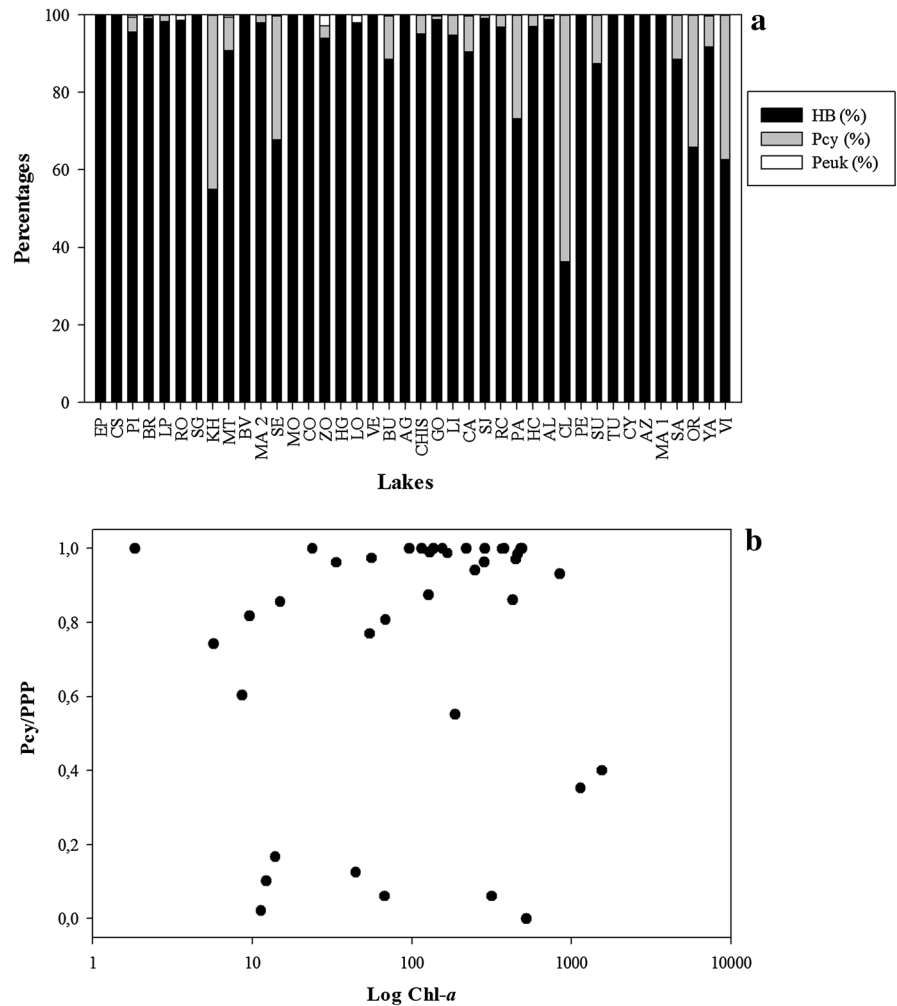 a
100
80
60
40
20
0
Percentages
HB (%)
Pcy (%)
Peuk (%)
EP CS PI BR LP RO SG KH MT BV MA 2 SE MO CO ZO HG LO VE BU AG CHIS GO LI CA SJ RC PA HC AL CL PE SU TU CY AZ MA 1 SA OR YA VI
Lakes
b
1,0
0,8
0,6
0,4
0,2
0,0
Pcy/PPP
1 10 100 1000 10000
Log Chl-a